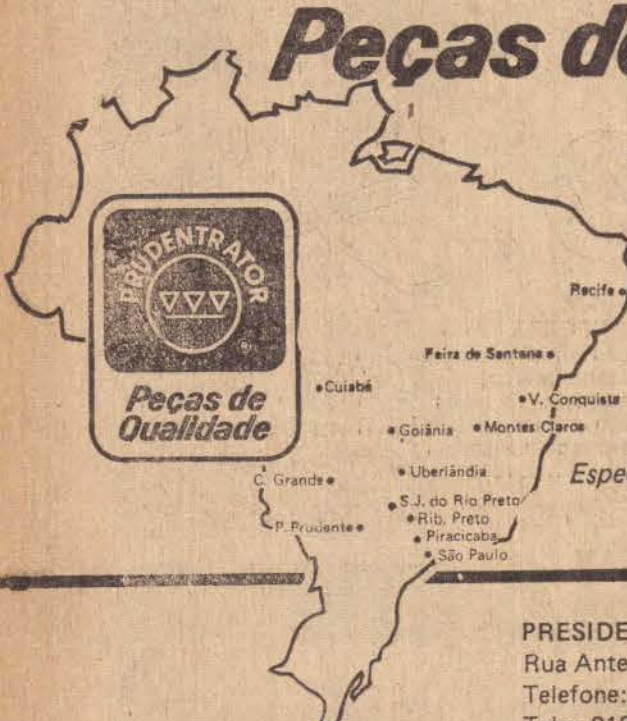 Peças de
PRUDENTRATOR
®
Peças de
Qualidade
Recife
Feira de Santana
Cuiabá
V. Conquista
Goiânia
Montes Claros
C. Grande
Uberlândia
Espe
S.J. do Rio Preto
P. Prudente
Rib. Preto
Piracicaba
São Paulo
PRESIDE
Rua Ante
Telefone: